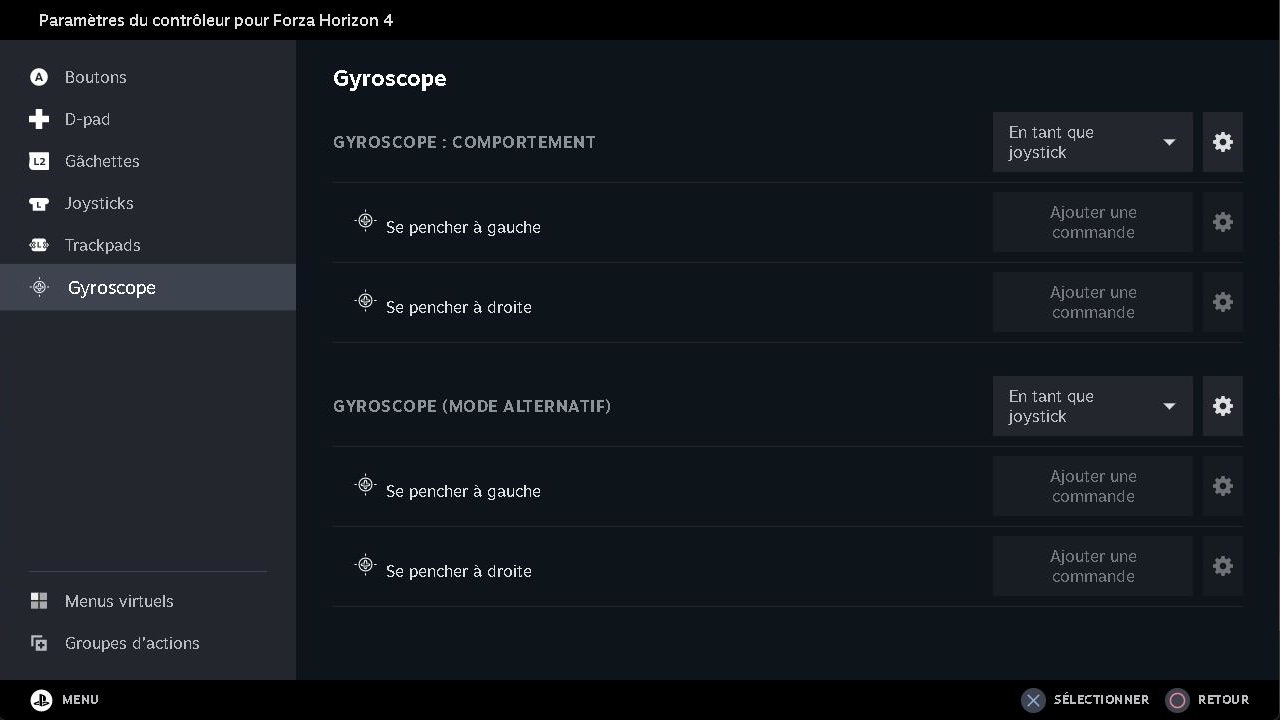 Paramètres du contrôleur pour Forza Horizon 4
A Boutons
D-pad
L2 Gâchettes
L Joysticks
L Trackpads
Gyroscope
Menus virtuels
Groupes d'actions
Gyroscope
GYROSCOPE : COMPORTEMENT
En tant que
joystick
Se pencher à gauche
Ajouter une
commande
Se pencher à droite
Ajouter une
commande
GYROSCOPE (MODE ALTERNATIF)
En tant que
joystick
Se pencher à gauche
Ajouter une
commande
Se pencher à droite
Ajouter une
commande
MENU
SÉLECTIONNER
RETOUR